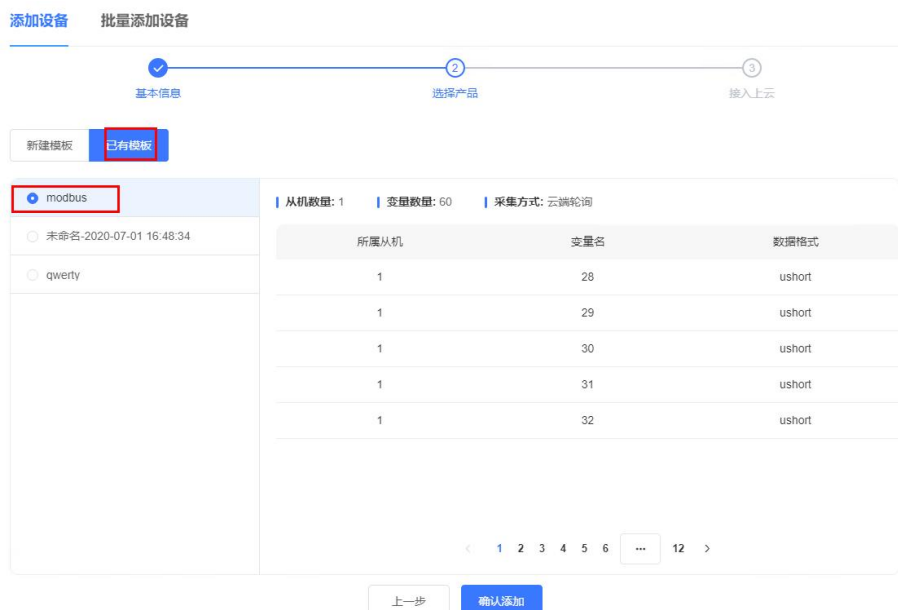 添加设备 批量添加设备
2 3
基本信息 选择产品 接入上云
新建模板 已有模板
modbus
未命名-2020-07-01 16:48:34
qwerty
从机数量: 1 变量数量: 60 采集方式: 云端轮询
所属从机 变量名 数据格式
1 28 ushort
1 29 ushort
1 30 ushort
1 31 ushort
1 32 ushort
< 1 2 3 4 5 6 ··· 12 >
上一步 确认添加